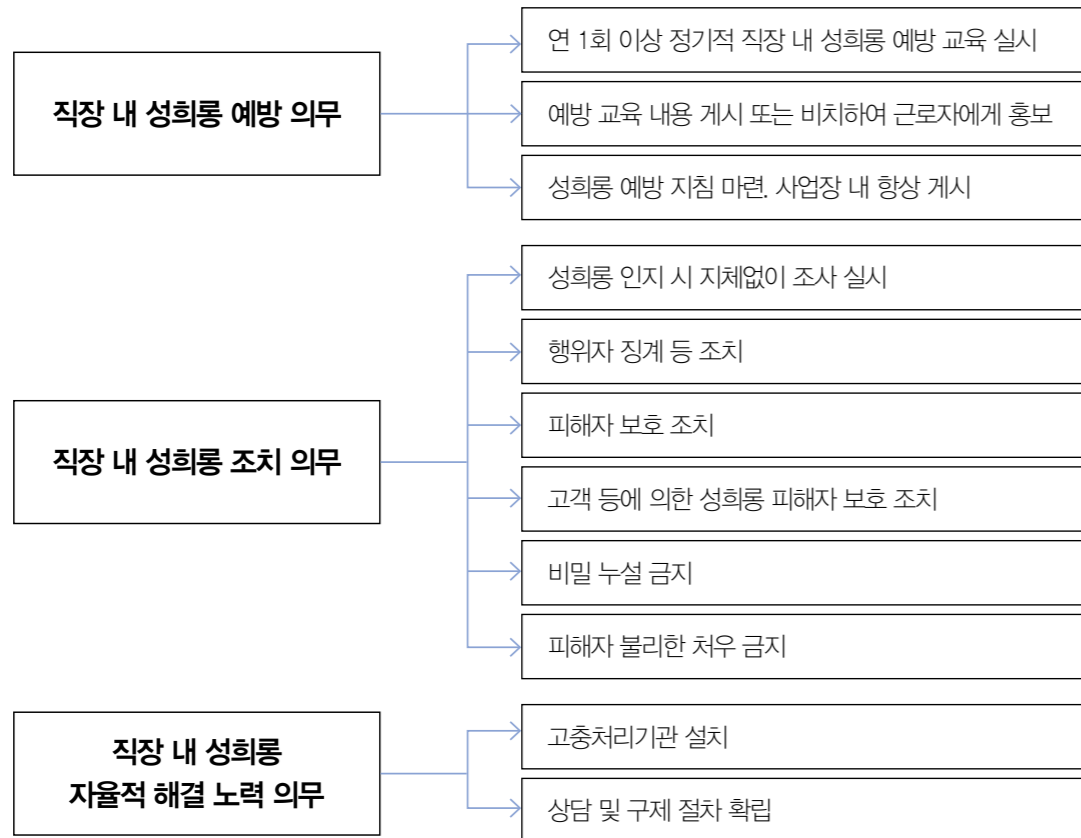 직장 내 성희롱 예방 의무
연 1회 이상 정기적 직장 내 성희롱 예방 교육 실시
예방 교육 내용 게시 또는 비치하여 근로자에게 홍보
성희롱 예방 지침 마련. 사업장 내 항상 게시
직장 내 성희롱 조치 의무
성희롱 인지 시 지체없이 조사 실시
행위자 징계 등 조치
피해자 보호 조치
고객 등에 의한 성희롱 피해자 보호 조치
비밀 누설 금지
피해자 불리한 처우 금지
직장 내 성희롱
자율적 해결 노력 의무
고충처리기관 설치
상담 및 구제 절차 확립